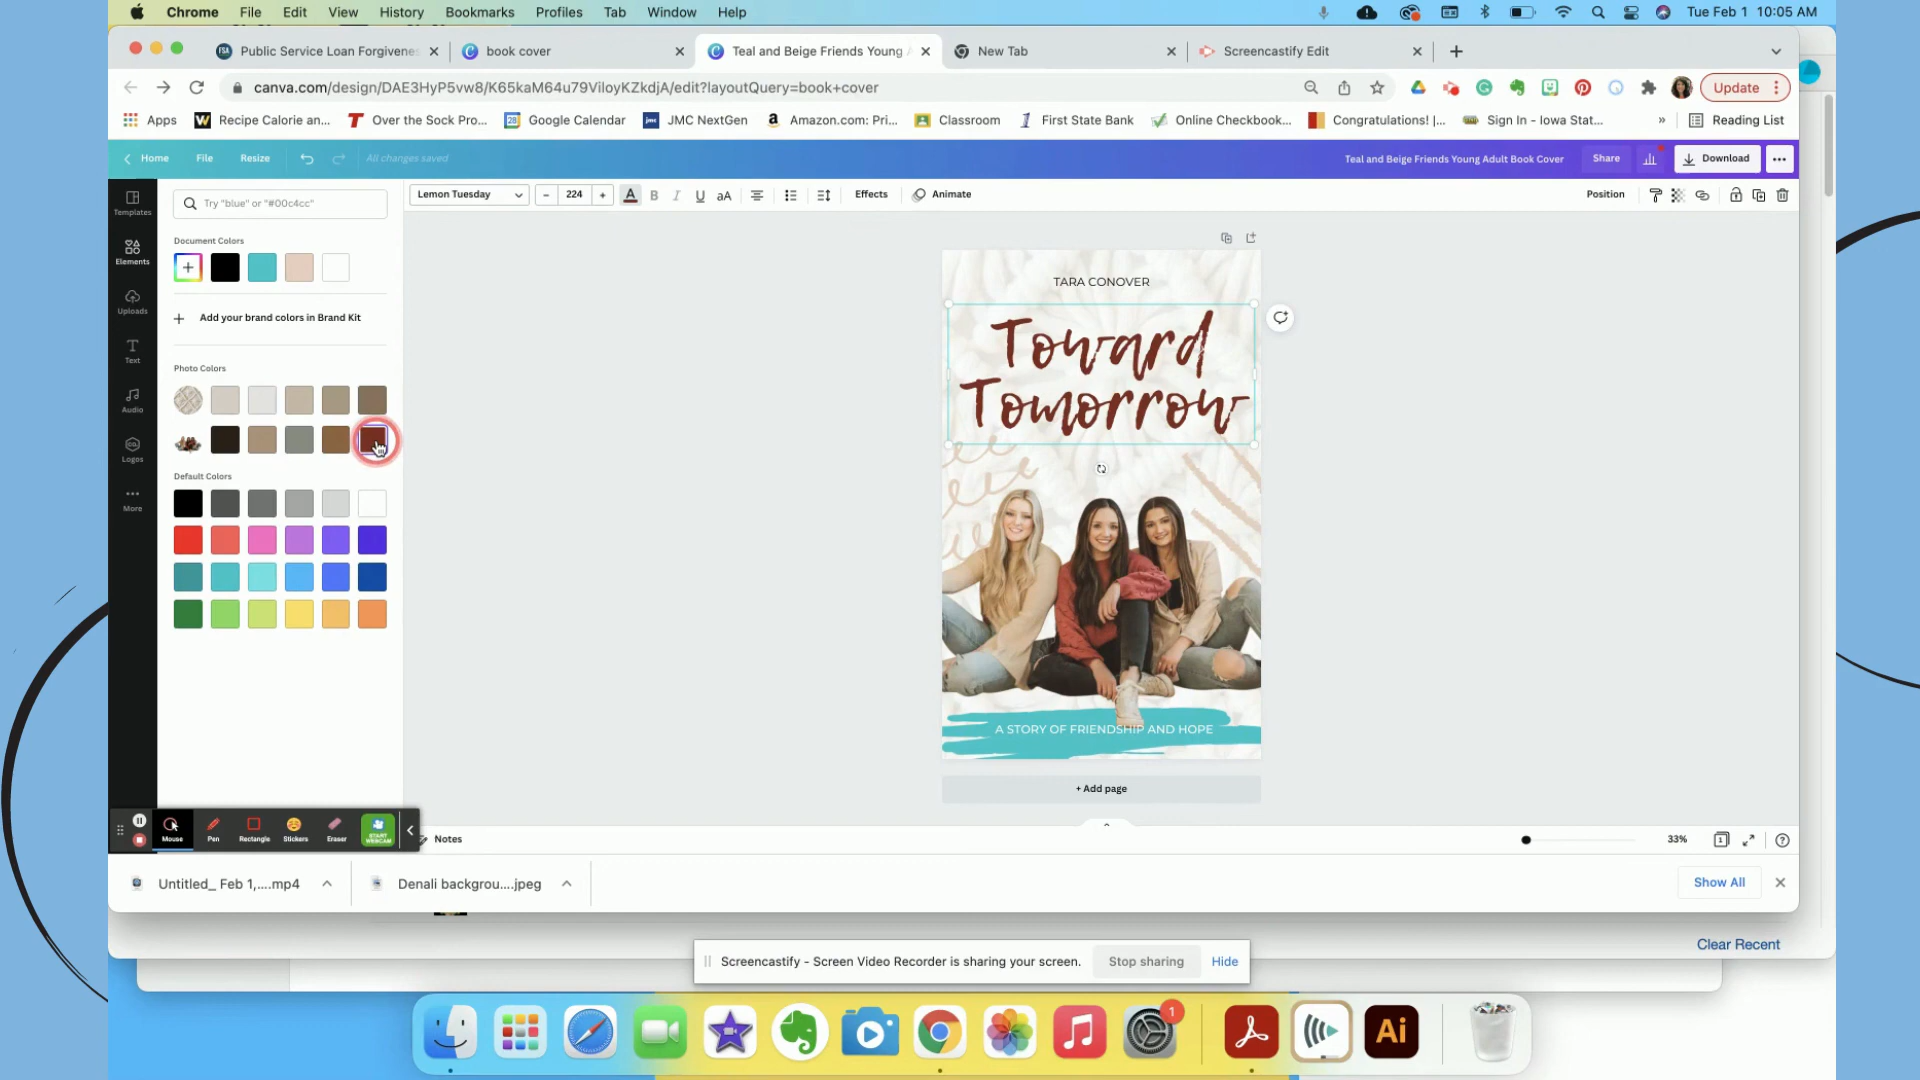 Chrome File Edit View History Bookmarks Profiles Tab Window Help
Tue Feb 1 10:05 AM
Public Service Loan Forgivenes
book cover
Teal and Beige Friends Young A
New Tab
Screencastify Edit
canva.com/design/DAE3HyP5vw8/K65kaM64u79ViloyKZkdjA/edit?layoutQuery=book+cover
Update
Apps
Recipe Calorie an...
Over the Sock Pro...
Google Calendar
JMC NextGen
Amazon.com: Pri...
Classroom
First State Bank
Online Checkbook...
Congratulations! |...
Sign In - Iowa Stat...
»
Reading List
Home File Resize All changes saved
Teal and Beige Friends Young Adult Book Cover Share Download
Templates
Elements
Uploads
Text
Audio
Logos
More
Try "blue" or "#00c4cc"
Lemon Tuesday – 224 + A B I U aA Effects Animate
Position
Document Colors
+ Add your brand colors in Brand Kit
Photo Colors
Default Colors
TARA CONOVER
Toward
Tomorrow
A STORY OF FRIENDSHIP AND HOPE
+ Add page
Mouse Pen Rectangle Stickers Eraser START WEBCAM
Notes
33% 1
Untitled_ Feb 1,....mp4
Denali backgrou....jpeg
Show All
Clear Recent
Screencastify - Screen Video Recorder is sharing your screen. Stop sharing Hide
1
Ai